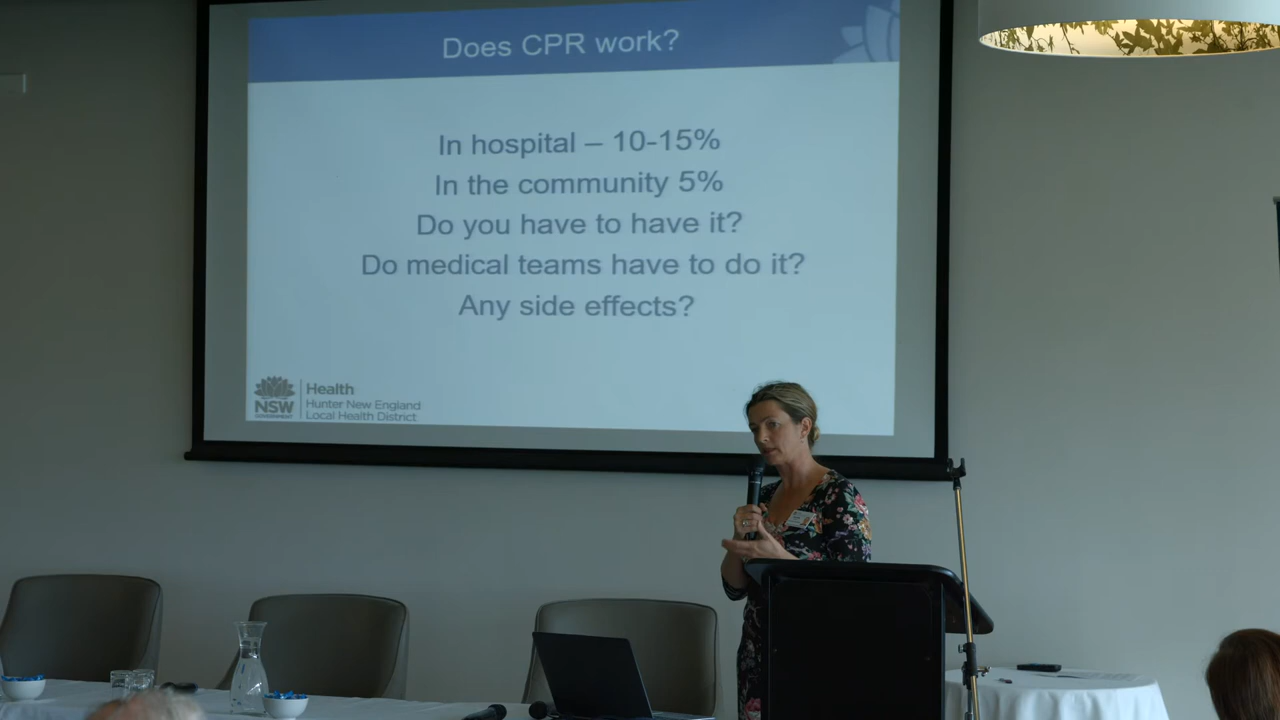 Does CPR work?
In hospital – 10-15%
In the community 5%
Do you have to have it?
Do medical teams have to do it?
Any side effects?
Health
NSW
Hunter New England
GOVERNMENT
Local Health District